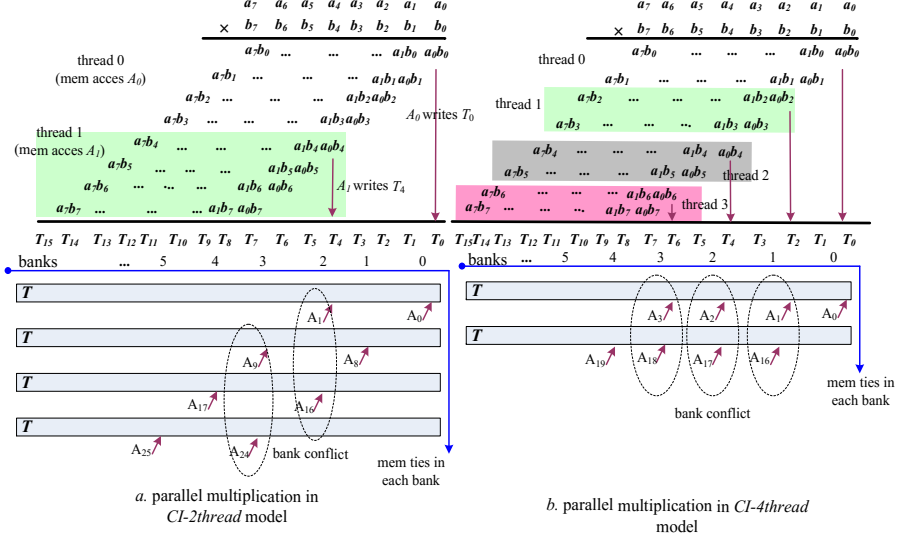 a7 a6 a5 a4 a3 a2 a1 a0
× b7 b6 b5 b4 b3 b2 b1 b0
thread 0
(mem acces A0)
a7b0 ... ... ... ... a1b0 a0b0
a7b1 ... ... ... ... a1b1 a0b1
a7b2 ... ... ... ... a1b2 a0b2
a7b3 ... ... ... ... a1b3 a0b3
A0 writes T0
thread 1
(mem acces A1)
a7b4 ... ... ... ... a1b4 a0b4
a7b5 ... ... ... ... a1b5 a0b5
a7b6 ... ... ... ... a1b6 a0b6
a7b7 ... ... ... a1b7 a0b7
A1 writes T4
T15 T14 T13 T12 T11 T10 T9 T8 T7 T6 T5 T4 T3 T2 T1 T0
banks ... 5 4 3 2 1 0
T
A1 A0
T
A9 A8
T
A17 A16
T
A25 A24
bank conflict
mem ties in
each bank
a. parallel multiplication in
CI-2thread model
a7 a6 a5 a4 a3 a2 a1 a0
× b7 b6 b5 b4 b3 b2 b1 b0
thread 0
a7b0 ... ... ... ... a1b0 a0b0
a7b1 ... ... ... ... a1b1 a0b1
thread 1
a7b2 ... ... ... ... a1b2 a0b2
a7b3 ... ... ... ... a1b3 a0b3
a7b4 ... ... ... ... a1b4 a0b4
a7b5 ... ... ... ... a1b5 a0b5
thread 2
a7b6 ... ... ... ... a1b6 a0b6
a7b7 ... ... ... ... a1b7 a0b7
thread 3
T15 T14 T13 T12 T11 T10 T9 T8 T7 T6 T5 T4 T3 T2 T1 T0
banks ... 5 4 3 2 1 0
T
A3 A2 A1 A0
T
A19 A18 A17 A16
bank conflict
mem ties in
each bank
b. parallel multiplication in CI-4thread
model